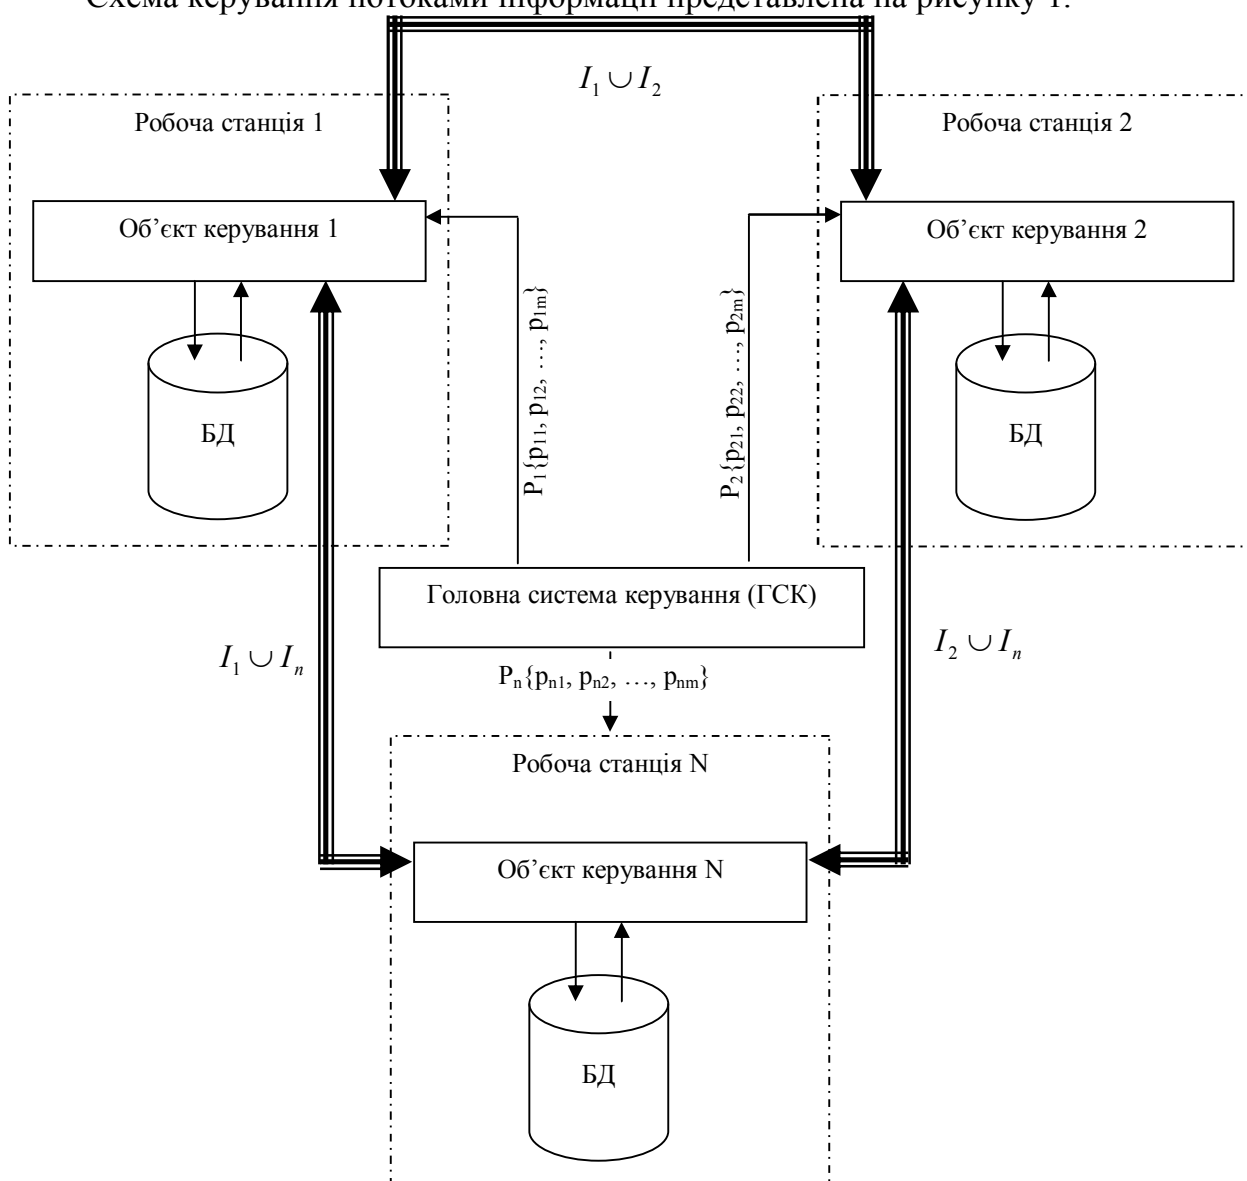 Схема керування потоками інформації представлена на рисунку 1.
I₁ ∪ I₂
Робоча станція 1
Робоча станція 2
Об’єкт керування 1
Об’єкт керування 2
P₁{p₁₁, p₁₂, …, p₁ₘ}
P₂{p₂₁, p₂₂, …, p₂ₘ}
БД
БД
Головна система керування (ГСК)
I₁ ∪ Iₙ
I₂ ∪ Iₙ
Pₙ{pₙ₁, pₙ₂, …, pₙₘ}
Робоча станція N
Об’єкт керування N
БД